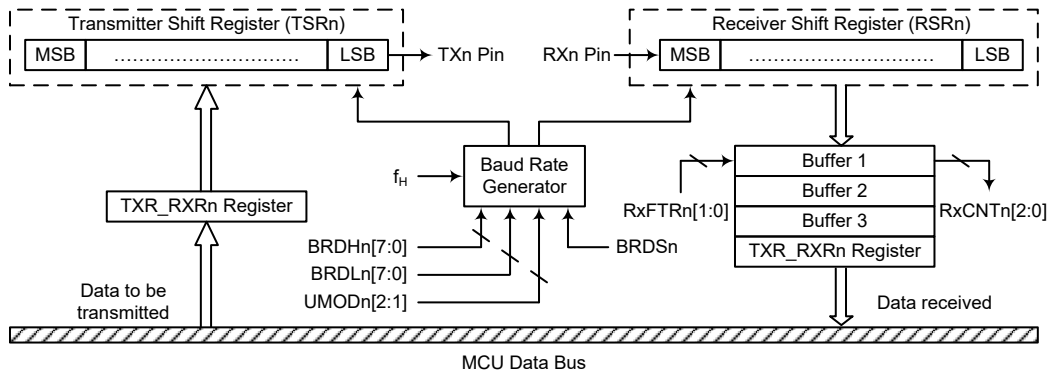 Transmitter Shift Register (TSRn)
MSB ………………………… LSB
TXn Pin
RXn Pin
Receiver Shift Register (RSRn)
MSB ………………………… LSB
fH
Baud Rate
Generator
TXR_RXRn Register
BRDHn[7:0]
BRDLn[7:0]
UMODn[2:1]
BRDSn
Buffer 1
Buffer 2
Buffer 3
TXR_RXRn Register
RxFTRn[1:0]
RxCNTn[2:0]
Data to be
transmitted
Data received
MCU Data Bus